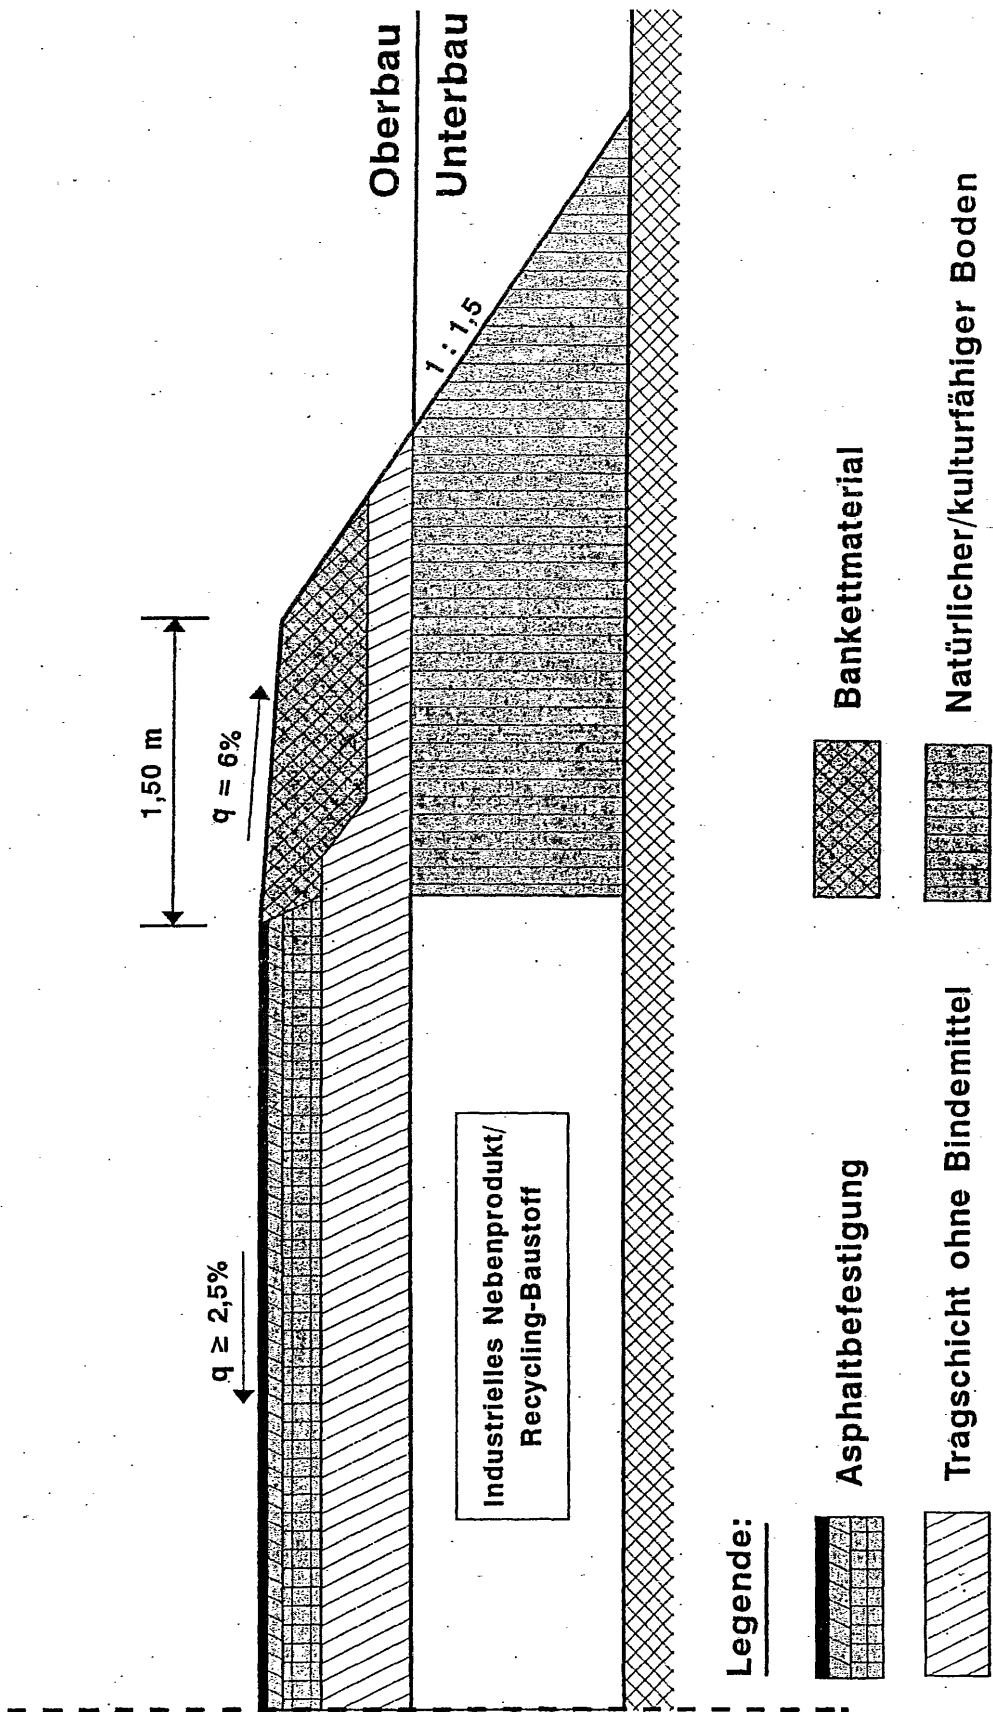 1,50 m
q ≥ 2,5%
q = 6%
Oberbau
Unterbau
1 : 1,5
Industrielles Nebenprodukt/
Recycling-Baustoff
Legende:
Asphaltbefestigung
Bankettmaterial
Tragschicht ohne Bindemittel
Natürlicher/kulturfähiger Boden